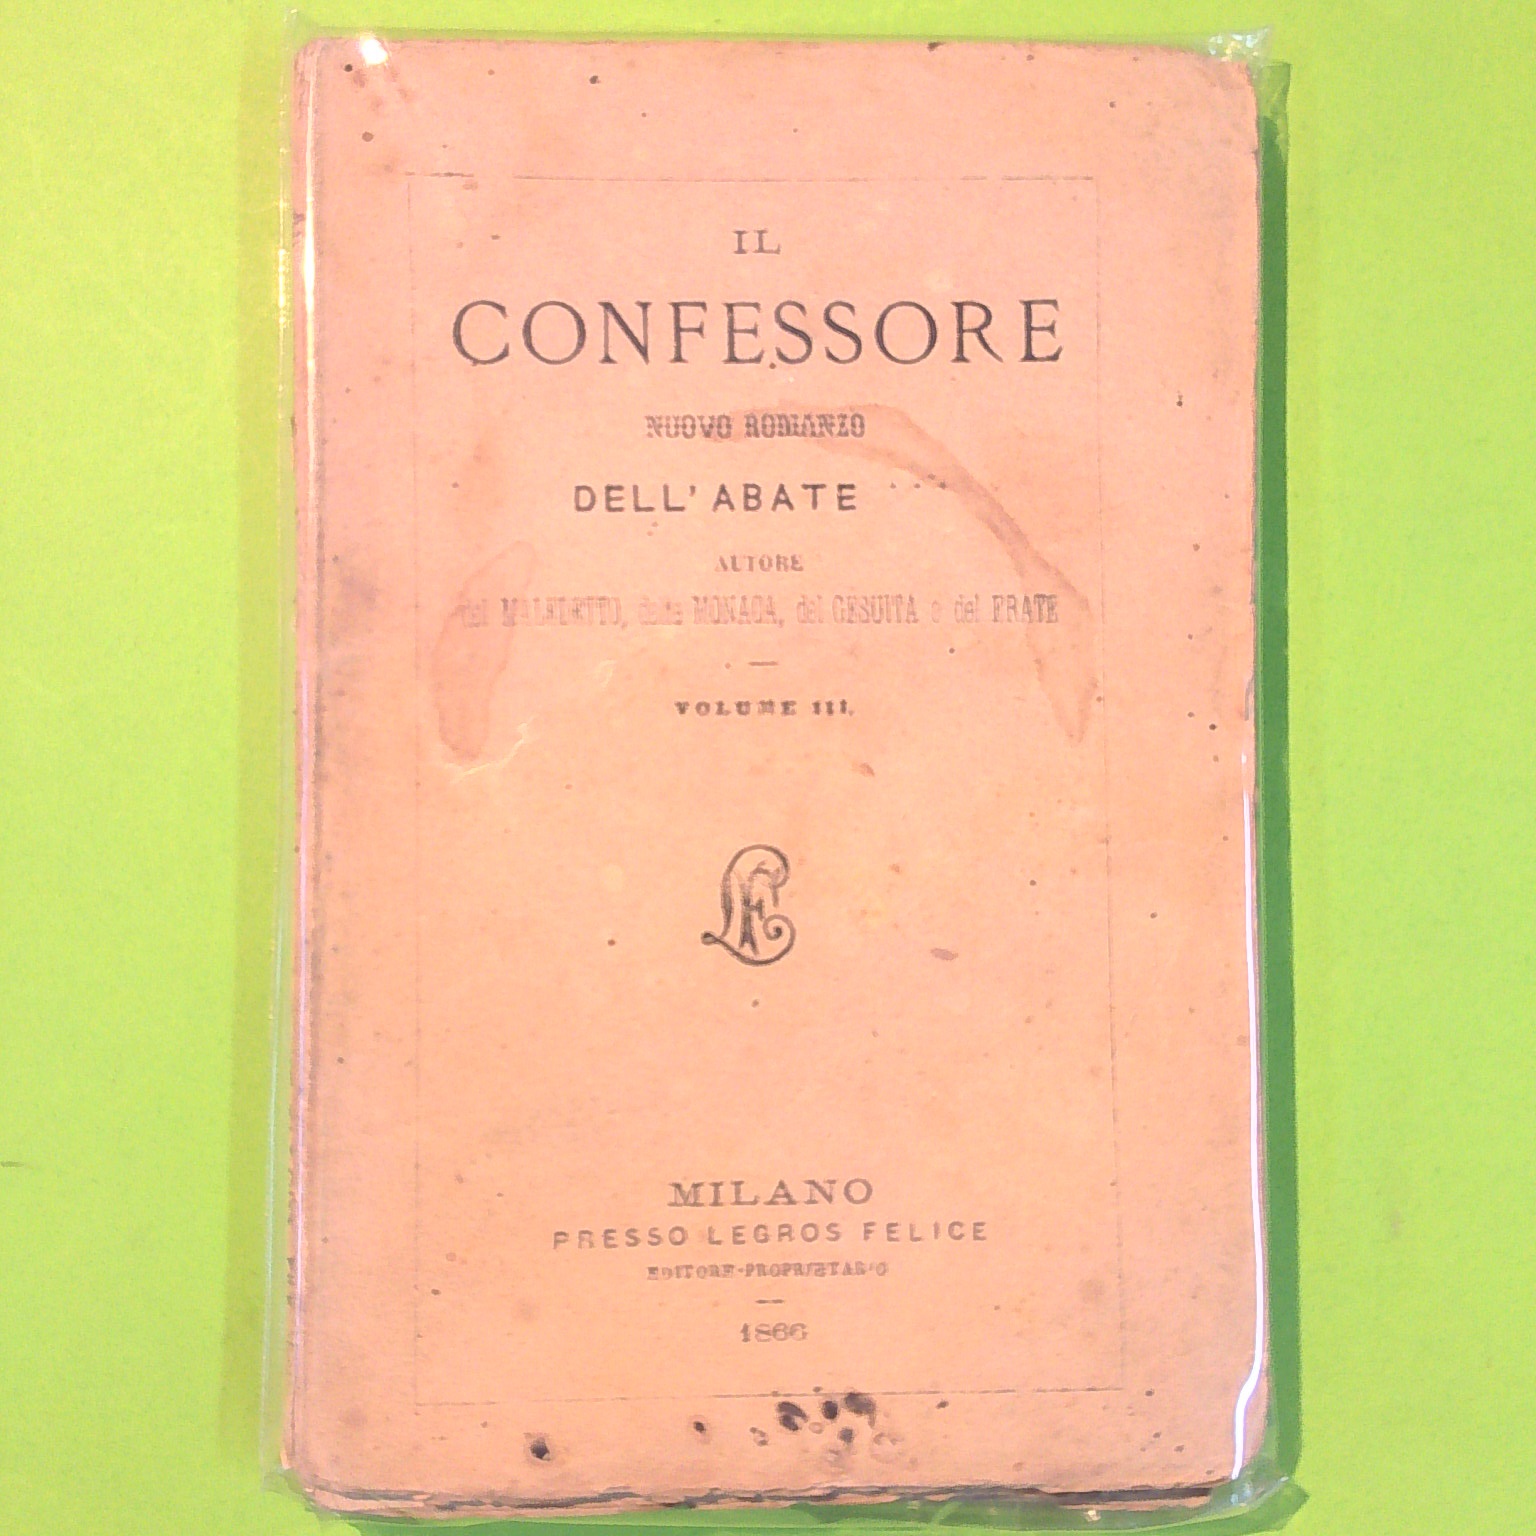 IL
CONFESSORE
NUOVO ROMANZO
DELL' ABATE . . .
AUTORE
del MALEDETTO, della MONACA, del GESUITA e del FRATE
VOLUME III.
LF
MILANO
PRESSO LEGROS FELICE
EDITORE-PROPRIETARIO
1866